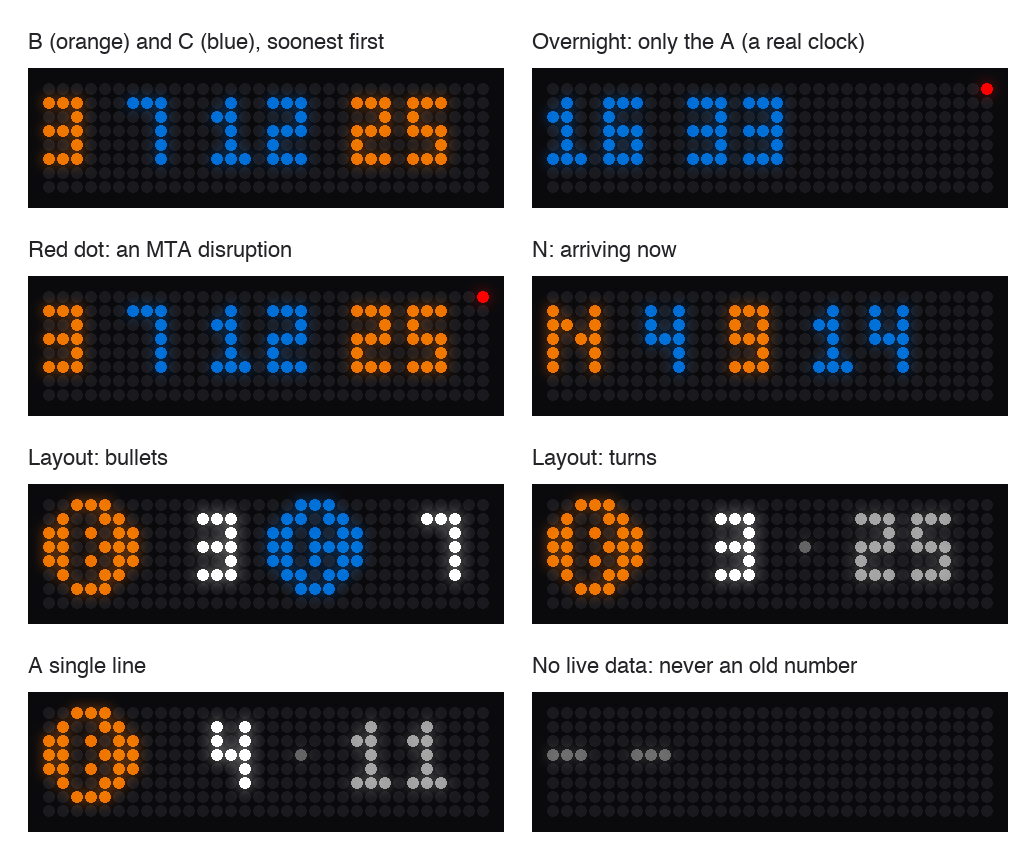 B (orange) and C (blue), soonest first
3 7 12 25
Overnight: only the A (a real clock)
16 33
Red dot: an MTA disruption
3 7 12 25
N: arriving now
N 4 9 14
Layout: bullets
B 3 C 7
Layout: turns
B 3 · 25
A single line
B 4 · 11
No live data: never an old number
- -